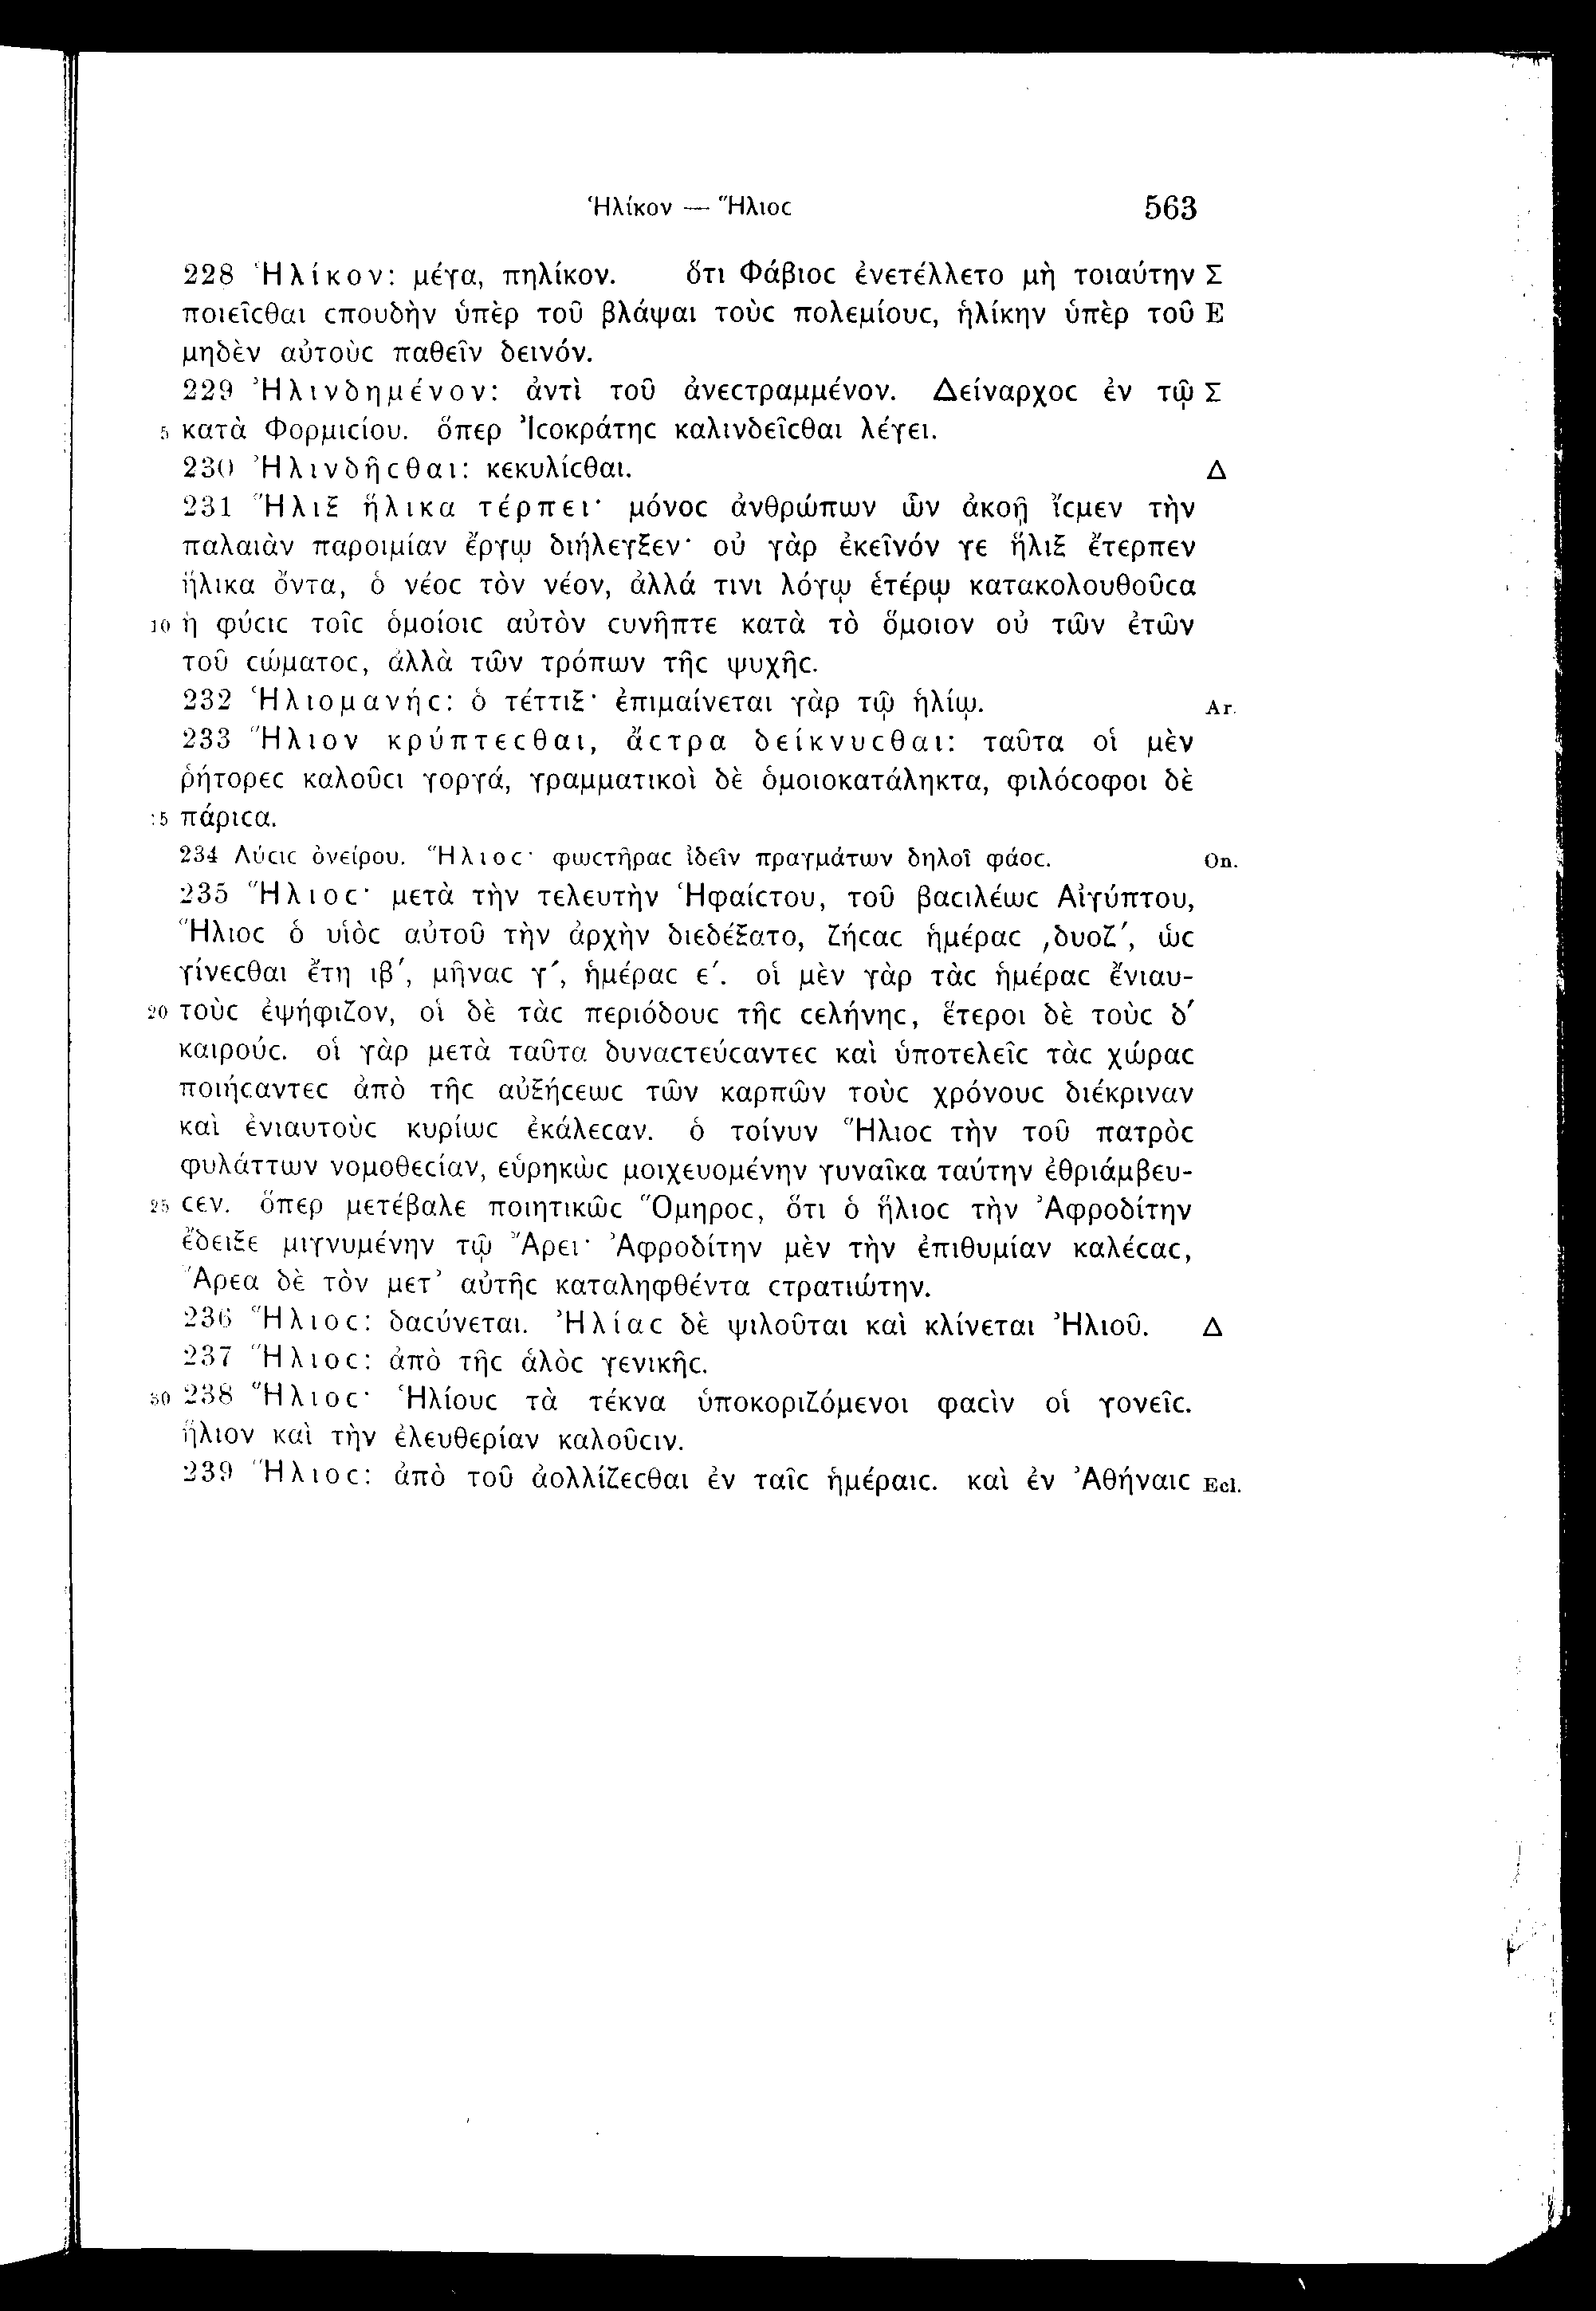 Ἡλίκον — Ἥλιοϲ 563
228 Ἡλίκον: μέγα, πηλίκον. ὅτι Φάβιοϲ ἐνετέλλετο μὴ τοιαύτην Σ
ποιεῖϲθαι ϲπουδὴν ὑπὲρ τοῦ βλάψαι τοὺϲ πολεμίουϲ, ἡλίκην ὑπὲρ τοῦ E
μηδὲν αὐτοὺϲ παθεῖν δεινόν.
229 Ἠλινδημένον: ἀντὶ τοῦ ἀνεϲτραμμένον. Δείναρχοϲ ἐν τῷ Σ
5 κατὰ Φορμιϲίου. ὅπερ Ἰϲοκράτηϲ καλινδεῖϲθαι λέγει.
230 Ἠλινδῆϲθαι: κεκυλίϲθαι. Δ
231 Ἧλιξ ἥλικα τέρπει· μόνοϲ ἀνθρώπων ὧν ἀκοῇ ἴϲμεν τὴν
παλαιὰν παροιμίαν ἔργῳ διήλεγξεν· οὐ γὰρ ἐκεῖνόν γε ἧλιξ ἔτερπεν
ἥλικα ὄντα, ὁ νέοϲ τὸν νέον, ἀλλά τινι λόγῳ ἑτέρῳ κατακολουθοῦϲα
10 ἡ φύϲιϲ τοῖϲ ὁμοίοιϲ αὐτὸν ϲυνῆπτε κατὰ τὸ ὅμοιον οὐ τῶν ἐτῶν
τοῦ ϲώματοϲ, ἀλλὰ τῶν τρόπων τῆϲ ψυχῆϲ.
232 Ἡλιομανήϲ: ὁ τέττιξ· ἐπιμαίνεται γὰρ τῷ ἡλίῳ. Ar.
233 Ἥλιον κρύπτεϲθαι, ἄϲτρα δείκνυϲθαι: ταῦτα οἱ μὲν
ῥήτορεϲ καλοῦϲι γοργά, γραμματικοὶ δὲ ὁμοιοκατάληκτα, φιλόϲοφοι δὲ
15 πάριϲα.
234 Λύϲιϲ ὀνείρου. Ἥλιοϲ· φωϲτῆραϲ ἰδεῖν πραγμάτων δηλοῖ φάοϲ. On.
235 Ἥλιοϲ· μετὰ τὴν τελευτὴν Ἡφαίϲτου, τοῦ βαϲιλέωϲ Αἰγύπτου,
Ἥλιοϲ ὁ υἱὸϲ αὐτοῦ τὴν ἀρχὴν διεδέξατο, ζήϲαϲ ἡμέραϲ ͵δυοζʹ, ὡϲ
γίνεϲθαι ἔτη ιβʹ, μῆναϲ γʹ, ἡμέραϲ εʹ. οἱ μὲν γὰρ τὰϲ ἡμέραϲ ἔνιαυ-
20 τοὺϲ ἐψήφιζον, οἱ δὲ τὰϲ περιόδουϲ τῆϲ ϲελήνηϲ, ἕτεροι δὲ τοὺϲ δʹ
καιρούϲ. οἱ γὰρ μετὰ ταῦτα δυναϲτεύϲαντεϲ καὶ ὑποτελεῖϲ τὰϲ χώραϲ
ποιήϲαντεϲ ἀπὸ τῆϲ αὐξήϲεωϲ τῶν καρπῶν τοὺϲ χρόνουϲ διέκριναν
καὶ ἐνιαυτοὺϲ κυρίωϲ ἐκάλεϲαν. ὁ τοίνυν Ἥλιοϲ τὴν τοῦ πατρὸϲ
φυλάττων νομοθεϲίαν, εὑρηκὼϲ μοιχευομένην γυναῖκα ταύτην ἐθριάμβευ-
25 ϲεν. ὅπερ μετέβαλε ποιητικῶϲ Ὅμηροϲ, ὅτι ὁ ἥλιοϲ τὴν Ἀφροδίτην
ἔδειξε μιγνυμένην τῷ Ἄρει· Ἀφροδίτην μὲν τὴν ἐπιθυμίαν καλέϲαϲ,
Ἄρεα δὲ τὸν μετ’ αὐτῆϲ καταληφθέντα ϲτρατιώτην.
236 Ἥλιοϲ: δαϲύνεται. Ἠλίαϲ δὲ ψιλοῦται καὶ κλίνεται Ἠλιοῦ. Δ
237 Ἥλιοϲ: ἀπὸ τῆϲ ἁλὸϲ γενικῆϲ.
30 238 Ἥλιοϲ· Ἡλίουϲ τὰ τέκνα ὑποκοριζόμενοι φαϲὶν οἱ γονεῖϲ.
ἥλιον καὶ τὴν ἐλευθερίαν καλοῦϲιν.
239 Ἥλιοϲ: ἀπὸ τοῦ ἀολλίζεϲθαι ἐν ταῖϲ ἡμέραιϲ. καὶ ἐν Ἀθήναιϲ Ecl.